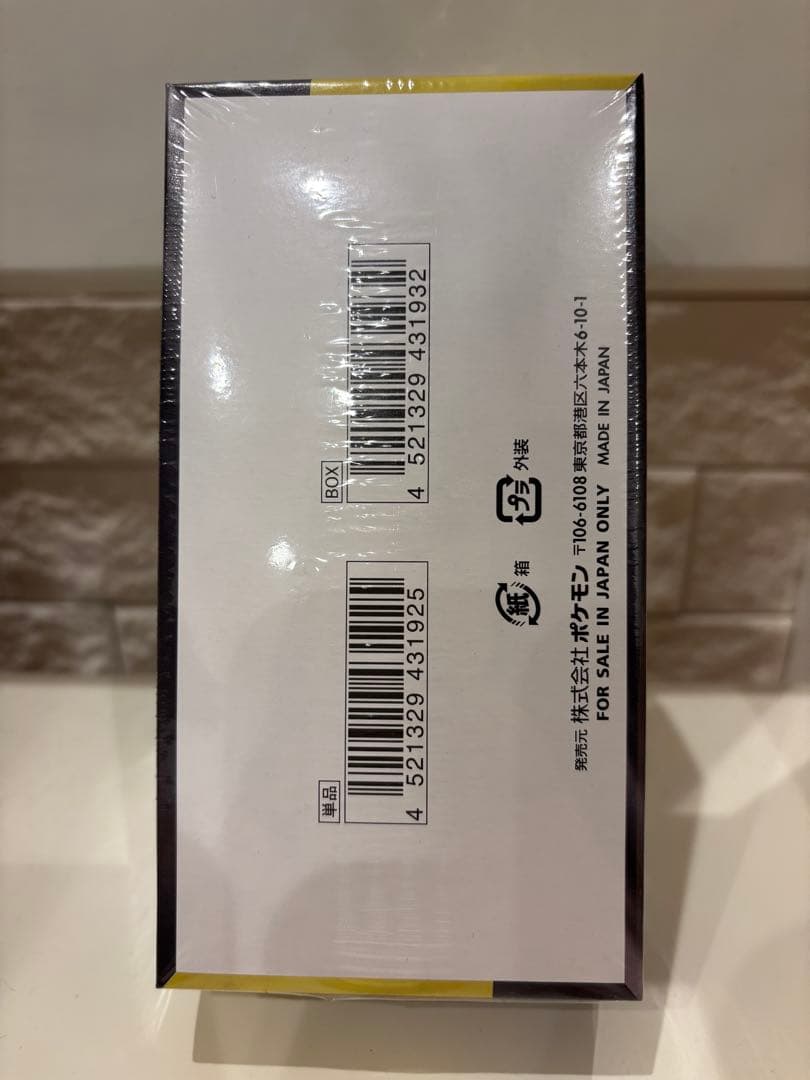 単品
4 521329 431925
BOX
4 521329 431932
紙 箱
プラ 外装
発売元 株式会社 ポケモン 〒106-6108 東京都港区六本木6-10-1
FOR SALE IN JAPAN ONLY MADE IN JAPAN